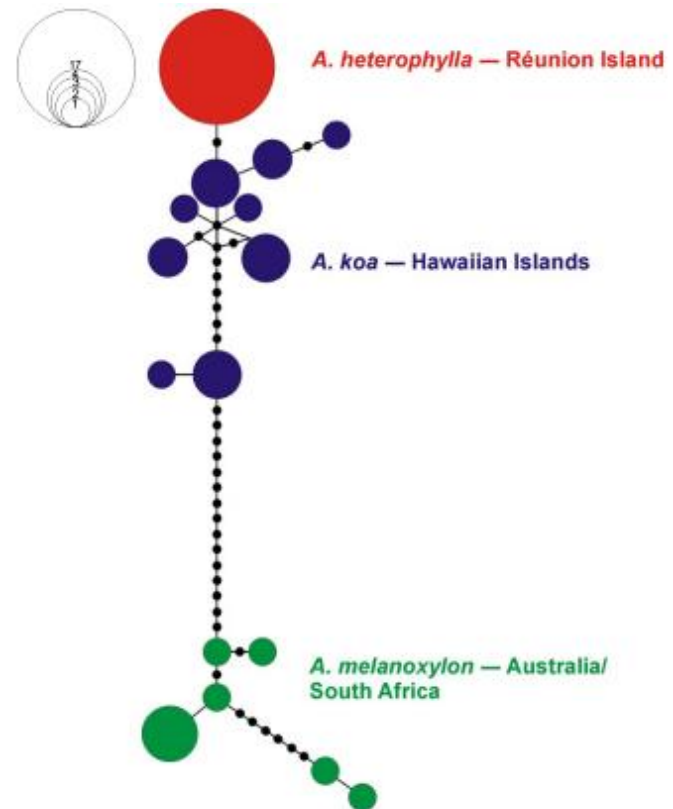 A. heterophylla — Réunion Island
A. koa — Hawaiian Islands
A. melanoxylon — Australia/
South Africa